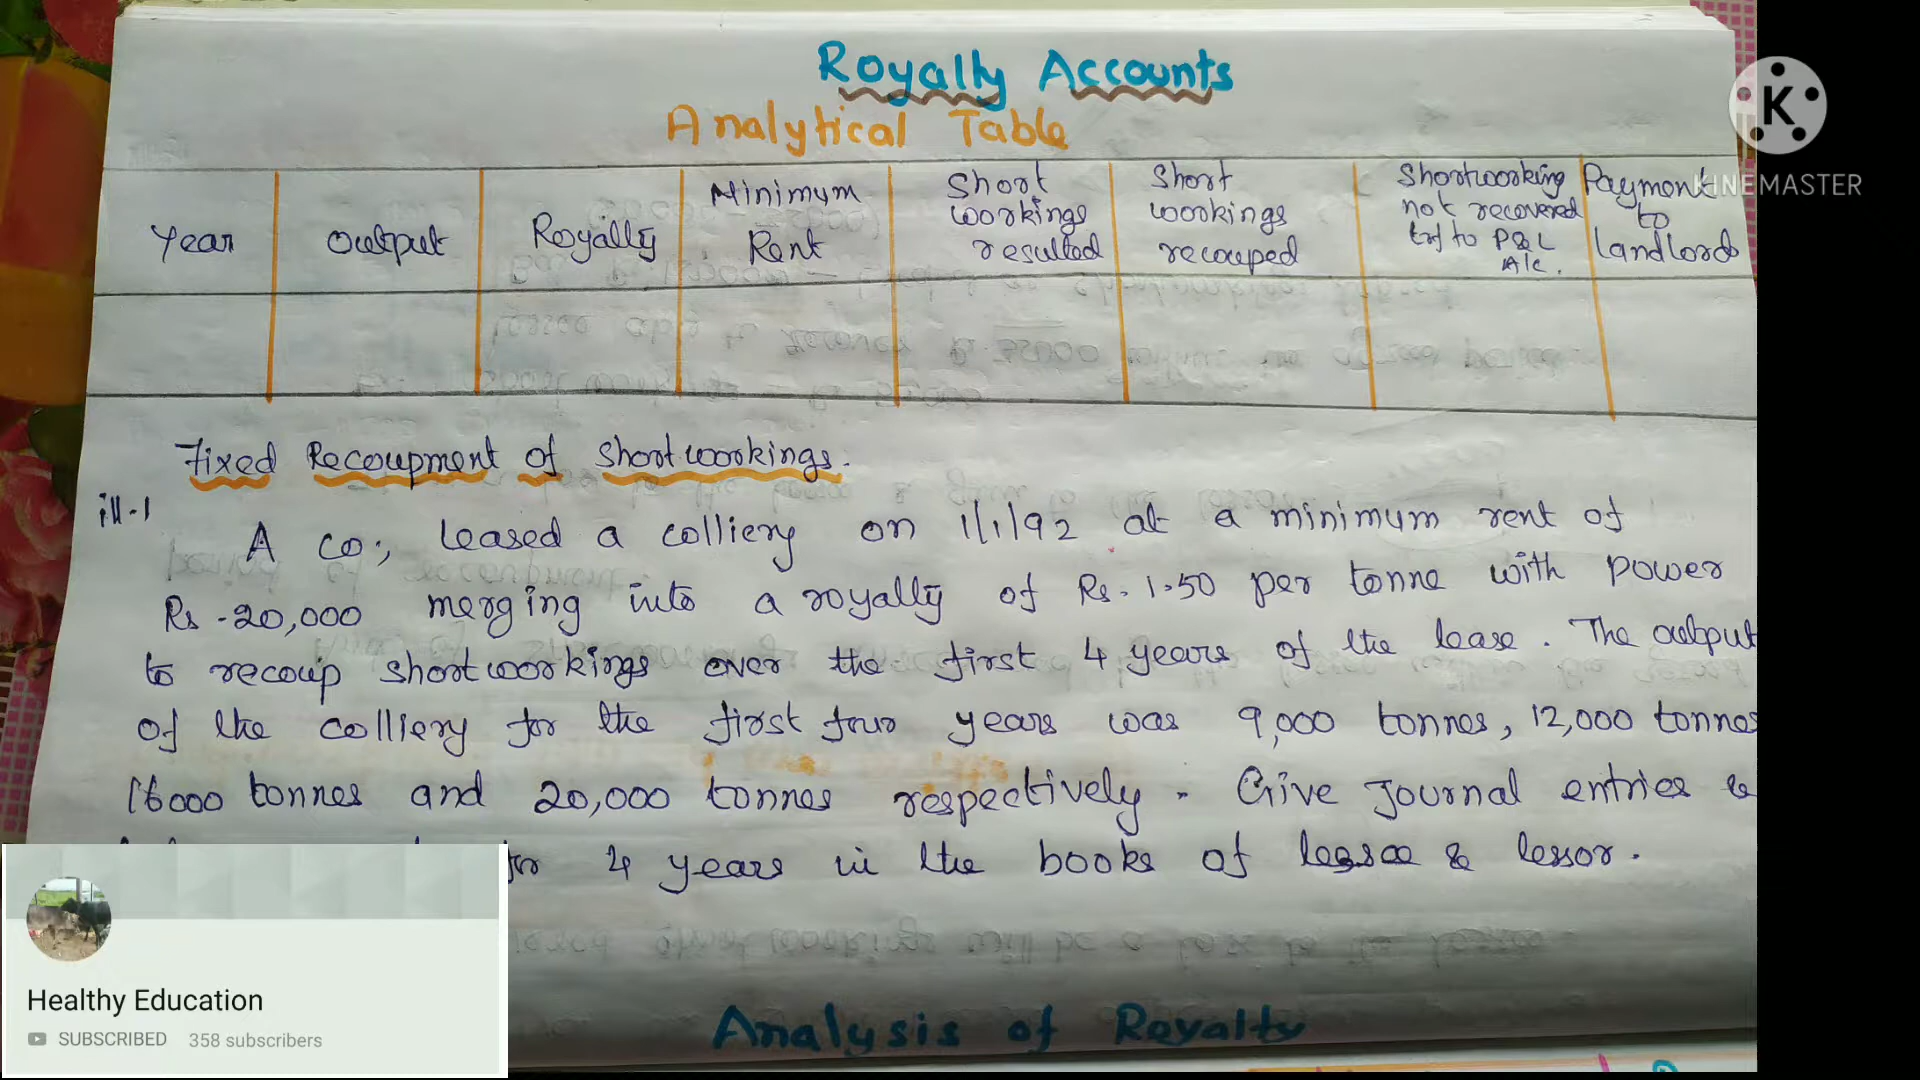 Royalty Accounts
Analytical Table
Year
Output
Royalty
Minimum
Rent
Short
workings
resulted
Short
workings
recouped
Shortworking
not recovered
trf to P&L
A/c.
Payment
to
landlord
KINEMASTER
Fixed Recoupment of Shortworkings.
ill-1
A co:, leased a colliery on 1/1/92 at a minimum rent of
Rs-20,000 merging into a royalty of Rs. 1.50 per tonne with power
to recoup shortworkings over the first 4 years of the lease. The output
of the colliery for the first four years was 9,000 tonnes, 12,000 tonnes
16000 tonnes and 20,000 tonnes respectively. Give Journal entries &
for 4 years in the books of lessee & lessor.
Analysis of Royalty
Healthy Education
SUBSCRIBED 358 subscribers